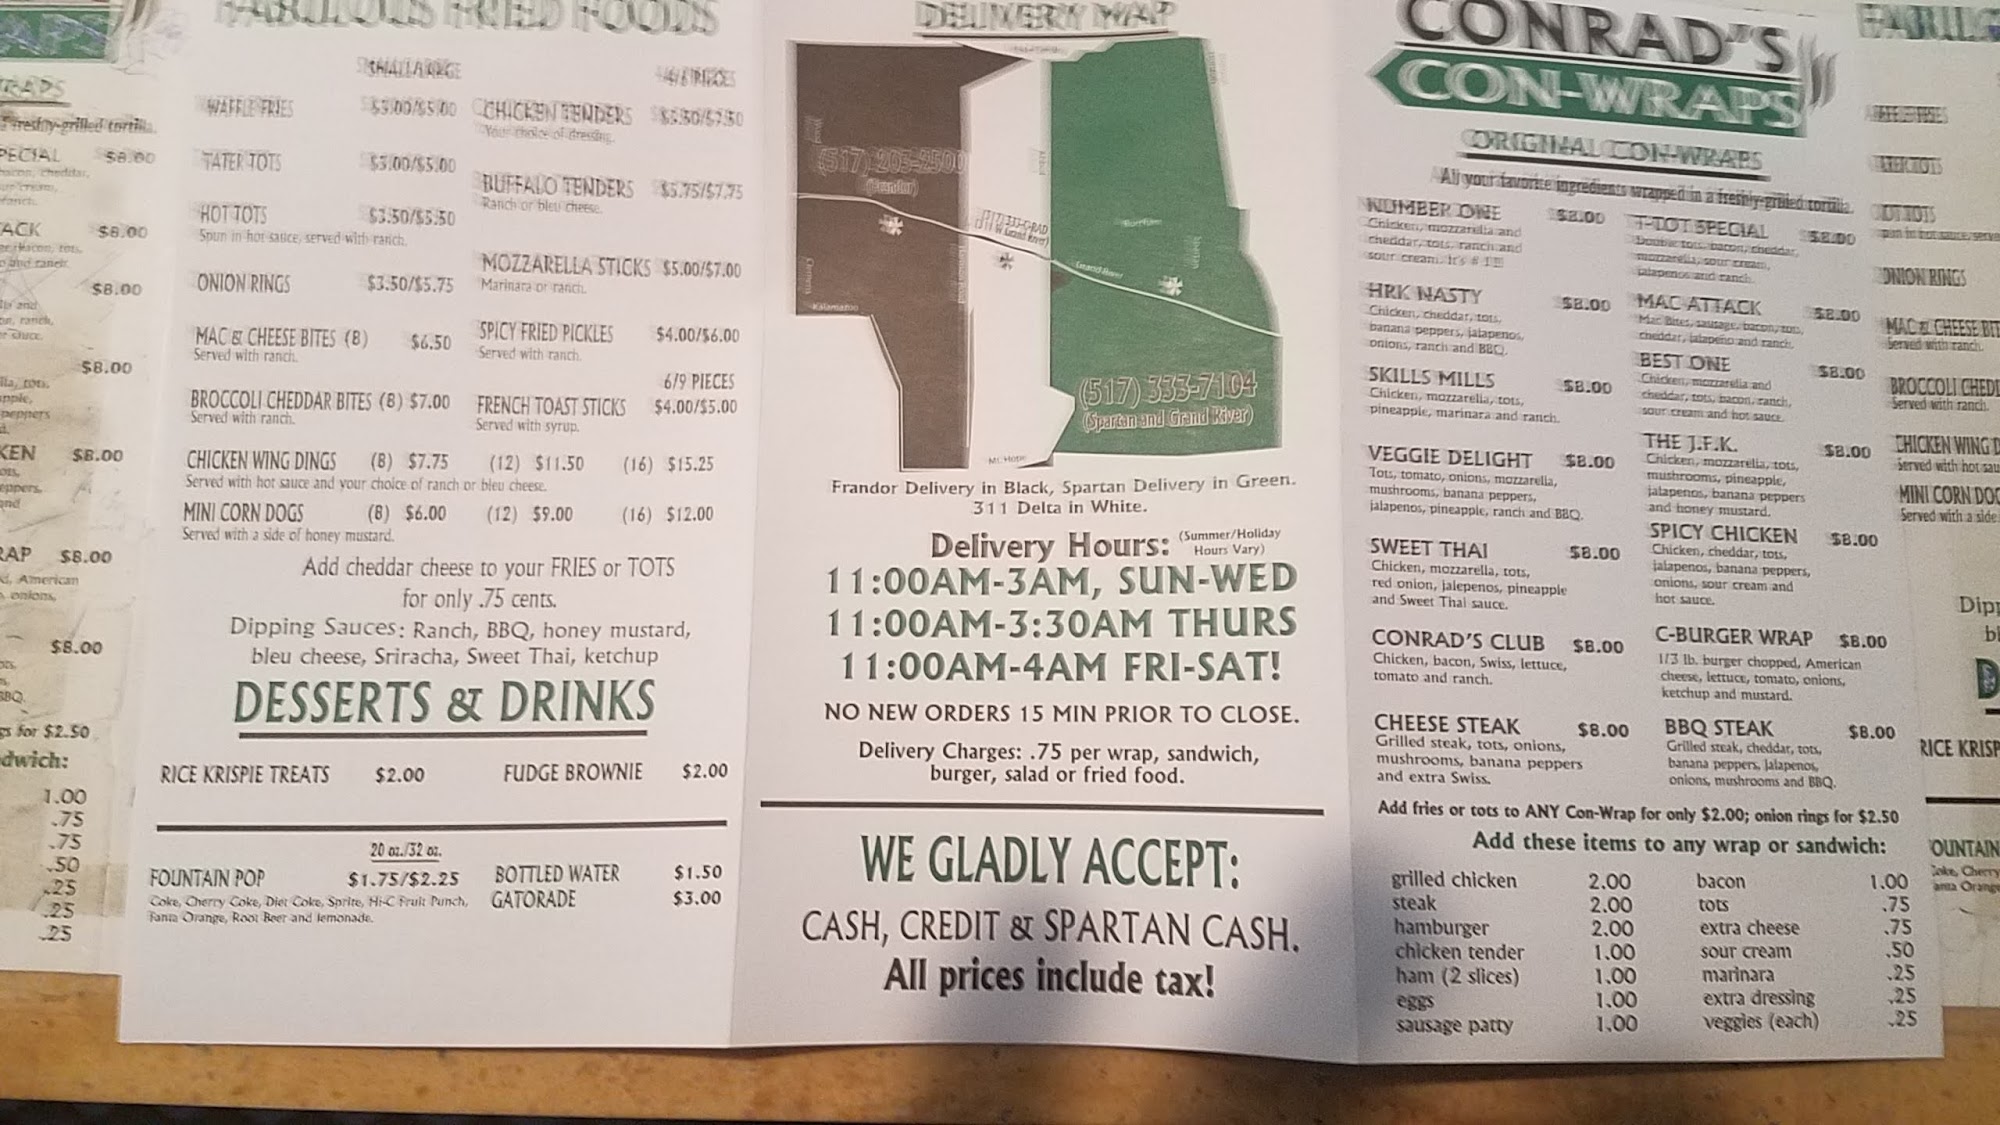 FABULOUS FRIED FOODS
SMALL/LARGE
WAFFLE FRIES $3.00/$5.00
TATER TOTS $3.00/$5.00
HOT TOTS $3.50/$5.50
Spun in hot sauce, served with ranch.
ONION RINGS $3.50/$5.75
MAC & CHEESE BITES (8) $6.50
Served with ranch.
BROCCOLI CHEDDAR BITES (8) $7.00
Served with ranch.
CHICKEN TENDERS
Your choice of dressing.
BUFFALO TENDERS $5.75/$7.75
Ranch or bleu cheese.
MOZZARELLA STICKS $5.00/$7.00
Marinara or ranch.
SPICY FRIED PICKLES $4.00/$6.00
Served with ranch.
6/9 PIECES
FRENCH TOAST STICKS $4.00/$5.00
Served with syrup.
CHICKEN WING DINGS (8) $7.75 (12) $11.50 (16) $15.25
Served with hot sauce and your choice of ranch or bleu cheese.
MINI CORN DOGS (8) $6.00 (12) $9.00 (16) $12.00
Served with a side of honey mustard.
Add cheddar cheese to your FRIES or TOTS
for only .75 cents.
Dipping Sauces: Ranch, BBQ, honey mustard,
bleu cheese, Sriracha, Sweet Thai, ketchup
DESSERTS & DRINKS
RICE KRISPIE TREATS $2.00 FUDGE BROWNIE $2.00
20 oz./32 oz.
FOUNTAIN POP $1.75/$2.25
Coke, Cherry Coke, Diet Coke, Sprite, Hi-C Fruit Punch,
Fanta Orange, Root Beer and lemonade.
BOTTLED WATER $1.50
GATORADE $3.00
DELIVERY MAP
(Frandor)
(517) 333-7104
(Spartan and Grand River)
Grand River
Kalamazoo
Mt. Hope
Frandor Delivery in Black, Spartan Delivery in Green.
311 Delta in White.
Delivery Hours: (Summer/Holiday
Hours Vary)
11:00AM-3AM, SUN-WED
11:00AM-3:30AM THURS
11:00AM-4AM FRI-SAT!
NO NEW ORDERS 15 MIN PRIOR TO CLOSE.
Delivery Charges: .75 per wrap, sandwich,
burger, salad or fried food.
WE GLADLY ACCEPT:
CASH, CREDIT & SPARTAN CASH.
All prices include tax!
CONRAD'S
CON-WRAPS
ORIGINAL CON-WRAPS
All your favorite ingredients wrapped in a freshly-grilled tortilla.
NUMBER ONE $8.00
Chicken, mozzarella and
cheddar, tots, ranch and
sour cream. It's # 1!!!
HRK NASTY $8.00
Chicken, cheddar, tots,
banana peppers, jalapenos,
onions, ranch and BBQ.
SKILLS MILLS $8.00
Chicken, mozzarella, tots,
pineapple, marinara and ranch.
VEGGIE DELIGHT $8.00
Tots, tomato, onions, mozzarella,
mushrooms, banana peppers,
jalapenos, pineapple, ranch and BBQ.
SWEET THAI $8.00
Chicken, mozzarella, tots,
red onion, jalepenos, pineapple
and Sweet Thai sauce.
CONRAD'S CLUB $8.00
Chicken, bacon, Swiss, lettuce,
tomato and ranch.
CHEESE STEAK $8.00
Grilled steak, tots, onions,
mushrooms, banana peppers
and extra Swiss.
T-TOT SPECIAL $8.00
Double tots, bacon, cheddar,
mozzarella, sour cream,
jalapenos and ranch.
MAC ATTACK $8.00
Mac Bites, sausage, bacon, tots,
cheddar, jalapeno and ranch.
BEST ONE $8.00
Chicken, mozzarella and
cheddar, tots, bacon, ranch,
sour cream and hot sauce.
THE J.F.K. $8.00
Chicken, mozzarella, tots,
mushrooms, pineapple,
jalapenos, banana peppers
and honey mustard.
SPICY CHICKEN $8.00
Chicken, cheddar, tots,
jalapenos, banana peppers,
onions, sour cream and
hot sauce.
C-BURGER WRAP $8.00
1/3 lb. burger chopped, American
cheese, lettuce, tomato, onions,
ketchup and mustard.
BBQ STEAK $8.00
Grilled steak, cheddar, tots,
banana peppers, jalapenos,
onions, mushrooms and BBQ.
Add fries or tots to ANY Con-Wrap for only $2.00; onion rings for $2.50
Add these items to any wrap or sandwich:
grilled chicken 2.00
steak 2.00
hamburger 2.00
chicken tender 1.00
ham (2 slices) 1.00
eggs 1.00
sausage patty 1.00
bacon 1.00
tots .75
extra cheese .75
sour cream .50
marinara .25
extra dressing .25
veggies (each) .25